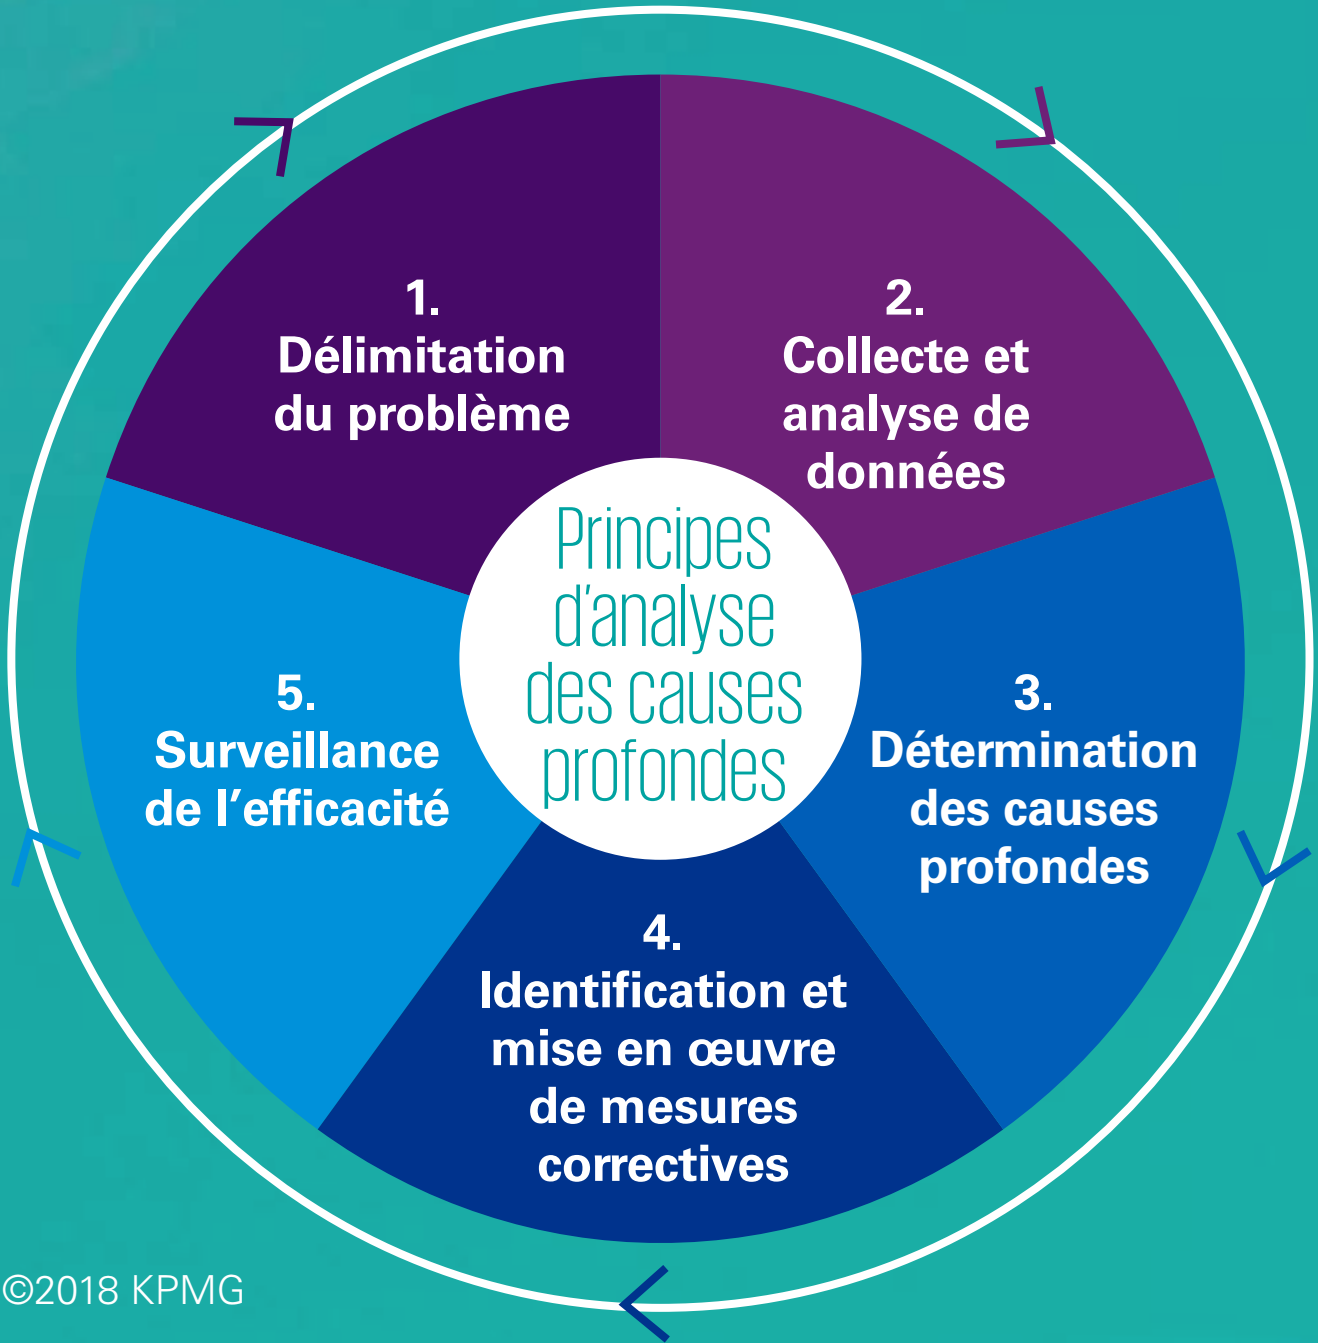 1.
Délimitation
du problème
2.
Collecte et
analyse de
données
Principes
d'analyse
des causes
profondes
3.
Détermination
des causes
profondes
4.
Identification et
mise en œuvre
de mesures
correctives
5.
Surveillance
de l’efficacité
©2018 KPMG